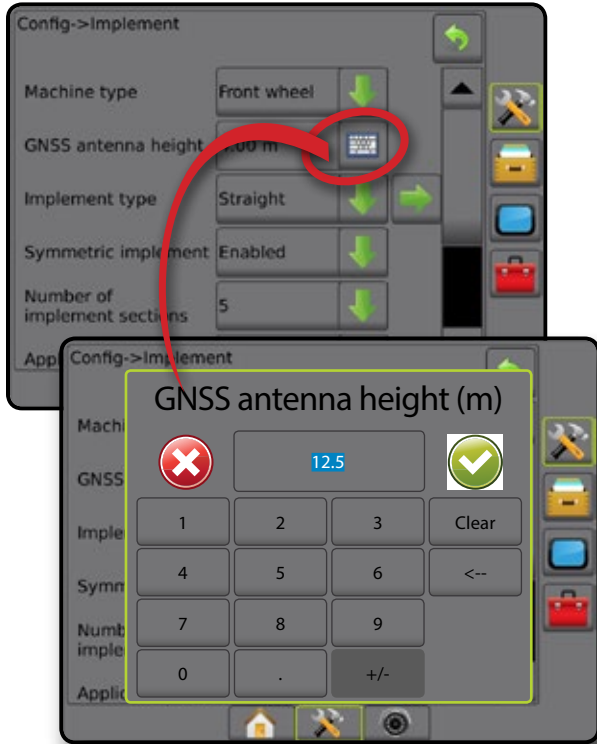 Config->Implement
Machine type Front wheel
GNSS antenna height .00 m
Implement type Straight
Symmetric implement Enabled
Number of
implement sections 5
App
Config->Implement
GNSS antenna height (m)
Machi
GNSS
12.5
1 2 3 Clear
Imple
4 5 6 <--
Symm
7 8 9
Numb
imple
0 . +/-
Applic